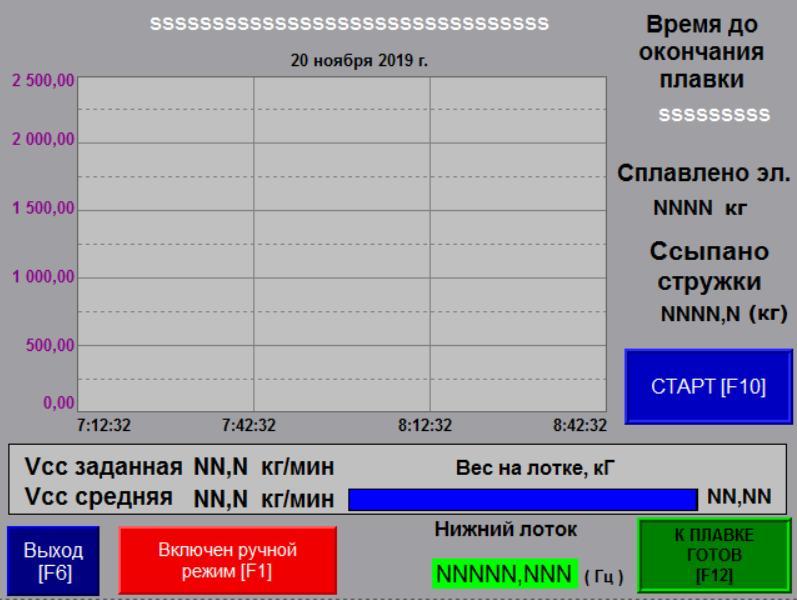 SSSSSSSSSSSSSSSSSSSSSSSSSSSSSSSS
20 ноября 2019 г.
2 500,00
2 000,00
1 500,00
1 000,00
500,00
0,00
7:12:32 7:42:32 8:12:32 8:42:32
Время до
окончания
плавки
SSSSSSSSS
Сплавлено эл.
NNNN кг
Ссыпано
стружки
NNNN,N (кг)
СТАРТ [F10]
Vcc заданная NN,N кг/мин
Vcc средняя NN,N кг/мин
Вес на лотке, кГ
NN,NN
Выход
[F6]
Включен ручной
режим [F1]
Нижний лоток
NNNNN,NNN ( Гц )
К ПЛАВКЕ
ГОТОВ
[F12]